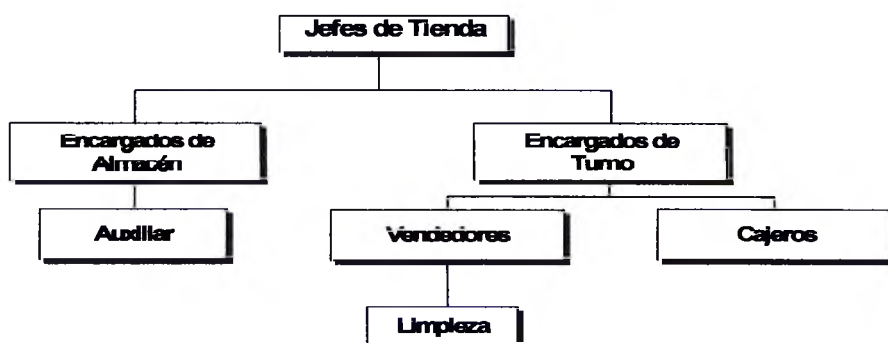 Jefes de Tienda
Encargados de
Almacén
Encargados de
Turno
Auxiliar
Vendedores
Cajeros
Limpieza